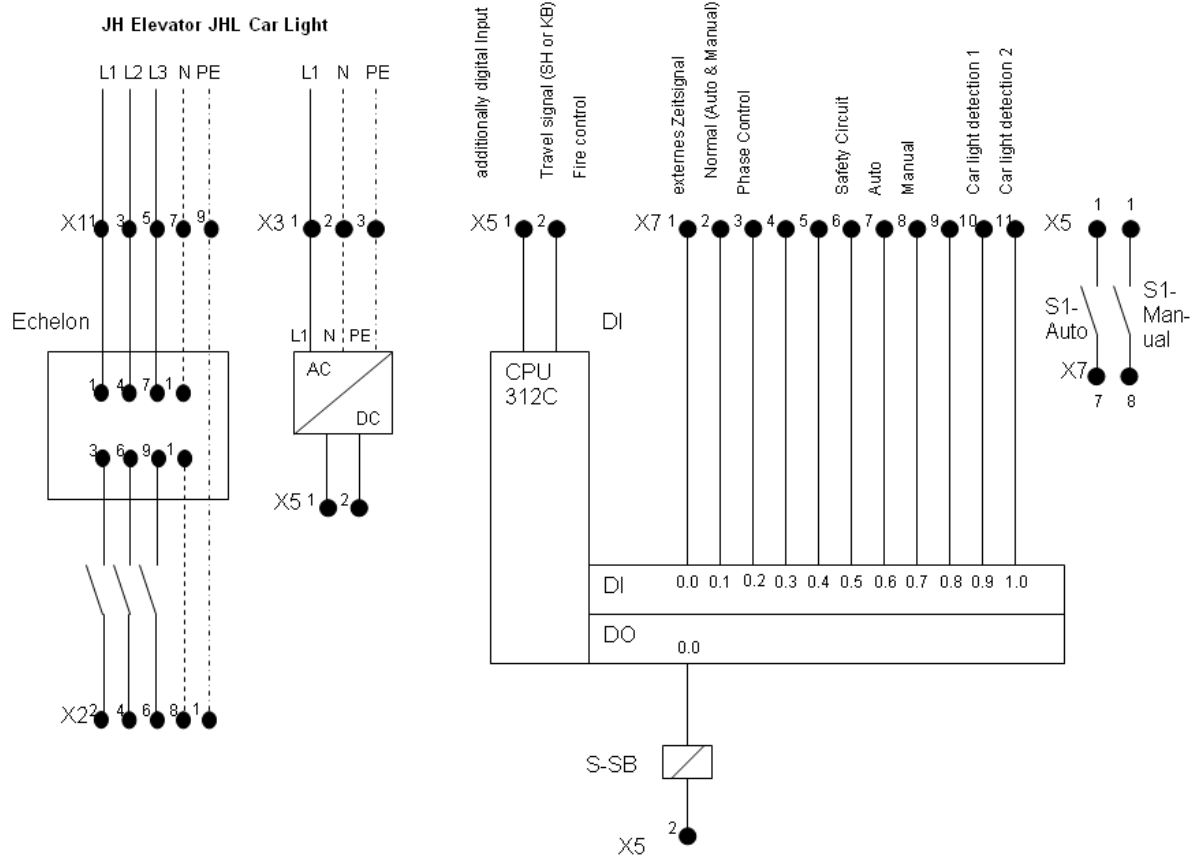 JH Elevator JHL Car Light
L1 L2 L3 N PE
L1 N PE
additionally digital Input
Travel signal (SH or KB)
Fire control
externes Zeitsignal
Normal (Auto & Manual)
Phase Control
Safety Circuit
Auto
Manual
Car light detection 1
Car light detection 2
X1 1 3 5 7 9
X3 1 2 3
X5 1 2
X7 1 2 3 4 5 6 7 8 9 10 11
X5 1 1
Echelon
1 4 7 1
3 6 9 1
L1 N PE
AC
DC
X5 1 2
CPU
312C
DI
S1-
Auto
S1-
Man-
ual
X7
7 8
DI 0.0 0.1 0.2 0.3 0.4 0.5 0.6 0.7 0.8 0.9 1.0
DO
0.0
X2 2 4 6 8 1
S-SB
X5 2